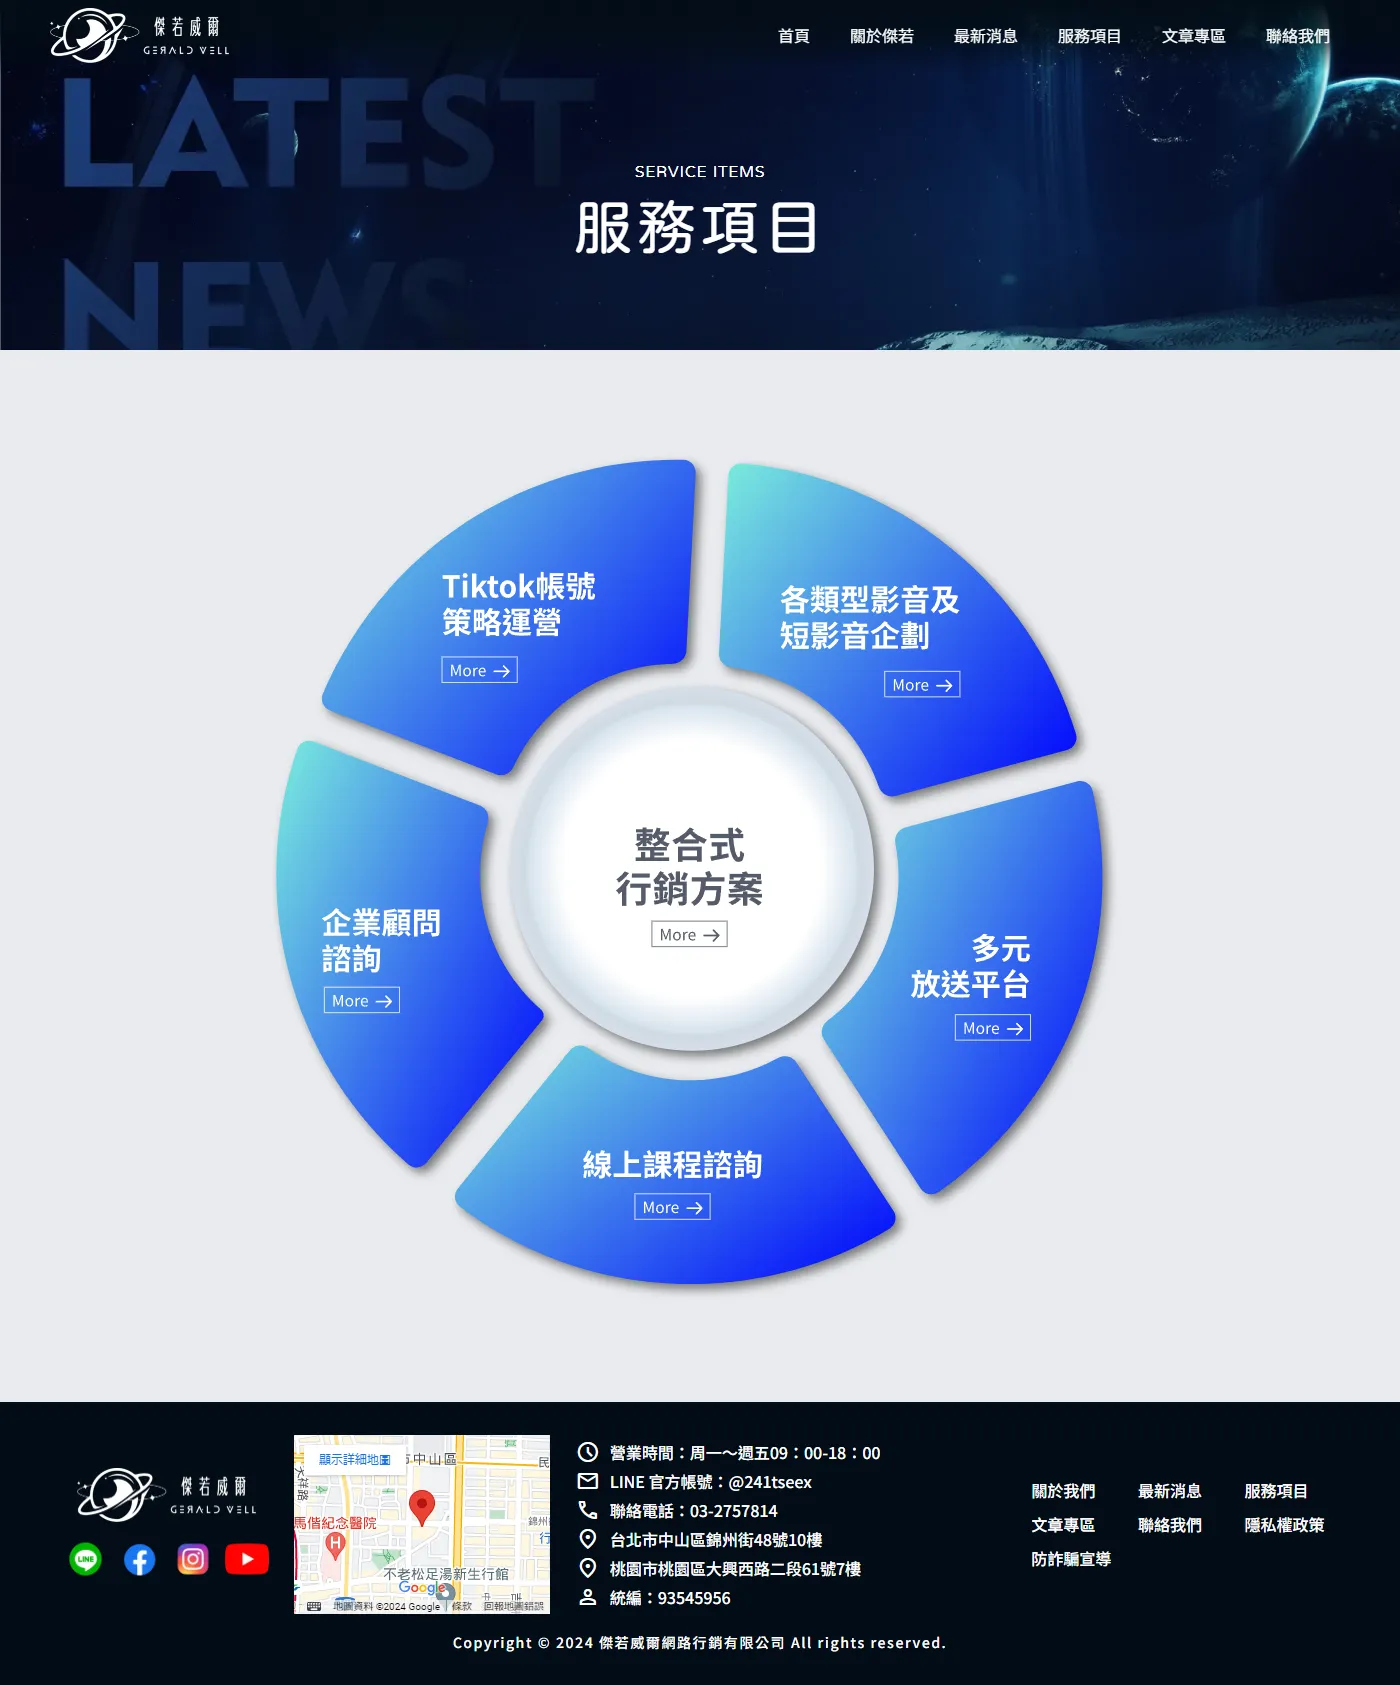 傑若威爾
GERALD WELL
首頁
關於傑若
最新消息
服務項目
文章專區
聯絡我們
LATEST
NEWS
SERVICE ITEMS
服務項目
Tiktok帳號
策略運營
More →
各類型影音及
短影音企劃
More →
整合式
行銷方案
More →
企業顧問
諮詢
More →
多元
放送平台
More →
線上課程諮詢
More →
傑若威爾
GERALD WELL
LINE
顯示詳細地圖
中山區
民
天祥路
馬偕紀念醫院
H
錦州
行
不老松足湯新生行館
Google
地圖資料 ©2024 Google
條款
回報地圖錯誤
營業時間：周一～週五09：00-18：00
LINE 官方帳號：@241tseex
聯絡電話：03-2757814
台北市中山區錦州街48號10樓
桃園市桃園區大興西路二段61號7樓
統編：93545956
關於我們
最新消息
服務項目
文章專區
聯絡我們
隱私權政策
防詐騙宣導
Copyright © 2024 傑若威爾網路行銷有限公司 All rights reserved.